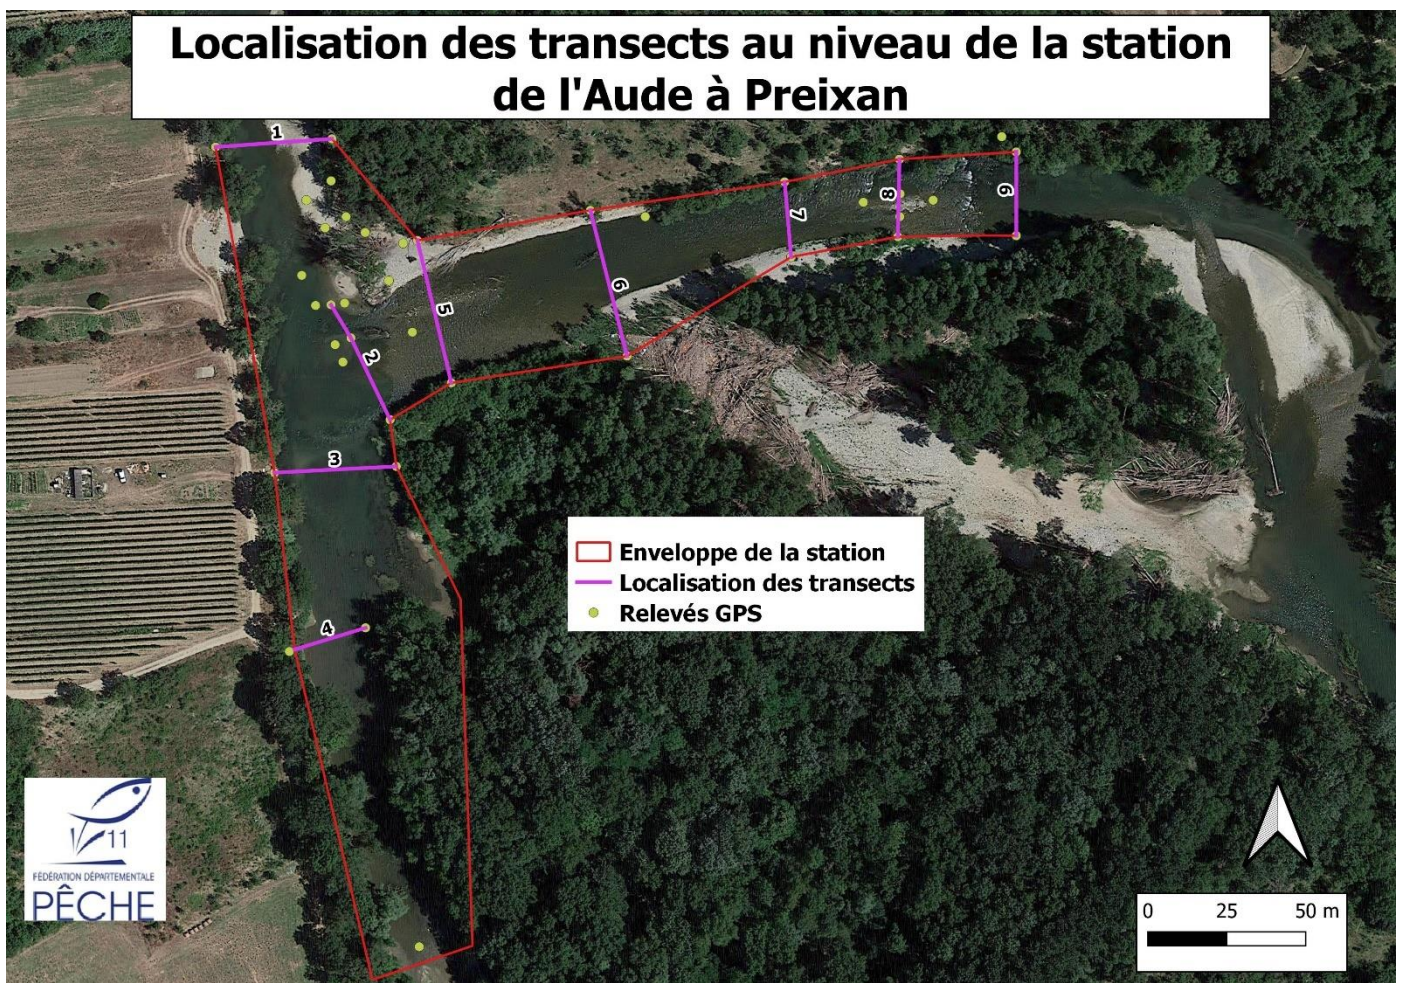 Localisation des transects au niveau de la station
de l'Aude à Preixan
1
2
3
4
5
6
7
8
9
Enveloppe de la station
Localisation des transects
Relevés GPS
11
FÉDÉRATION DÉPARTEMENTALE
PÊCHE
0 25 50 m